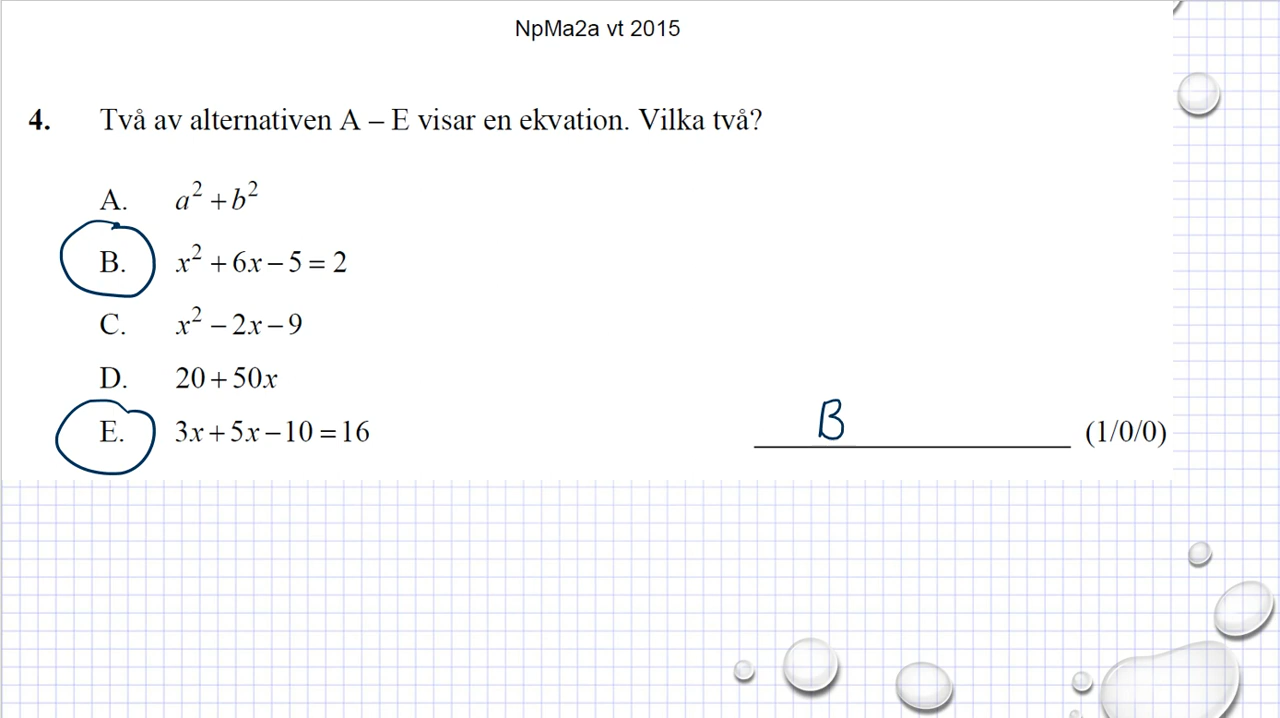 NpMa2a vt 2015
4. Två av alternativen A – E visar en ekvation. Vilka två?
A. a² + b²
B. x² + 6x − 5 = 2
C. x² − 2x − 9
D. 20 + 50x
E. 3x + 5x − 10 = 16
B (1/0/0)